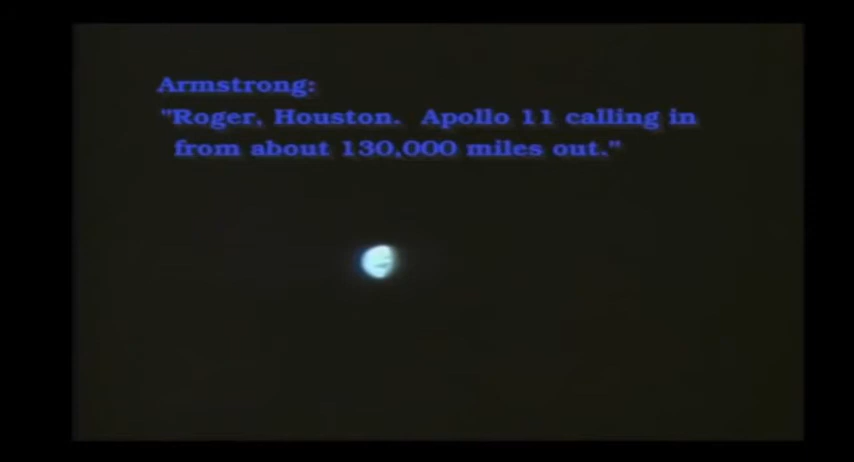 Armstrong:
"Roger, Houston. Apollo 11 calling in
from about 130,000 miles out."